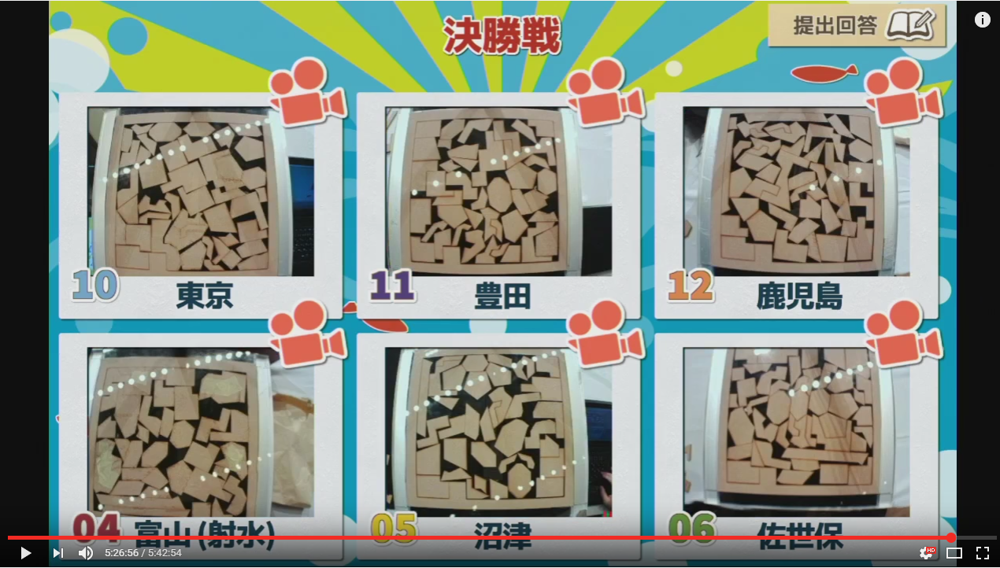 決勝戦
提出回答
10 東京
11 豊田
12 鹿児島
04 富山(射水)
05 沼津
06 佐世保
5:26:56 / 5:42:54
HD